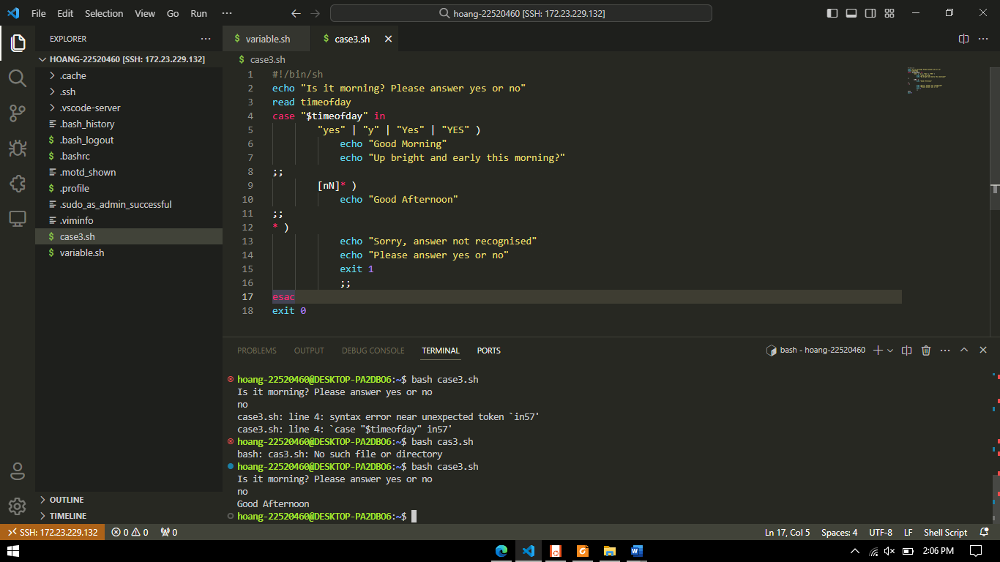 File Edit Selection View Go Run ··· hoang-22520460 [SSH: 172.23.229.132]
EXPLORER ···
HOANG-22520460 [SSH: 172.23.229.132]
.cache
.ssh
.vscode-server
.bash_history
$ .bash_logout
$ .bashrc
.motd_shown
$ .profile
.sudo_as_admin_successful
.viminfo
$ case3.sh
$ variable.sh
OUTLINE
TIMELINE
$ variable.sh $ case3.sh
$ case3.sh
1 #!/bin/sh
2 echo "Is it morning? Please answer yes or no"
3 read timeofday
4 case "$timeofday" in
5 "yes" | "y" | "Yes" | "YES" )
6 echo "Good Morning"
7 echo "Up bright and early this morning?"
8 ;;
9 [nN]* )
10 echo "Good Afternoon"
11 ;;
12 * )
13 echo "Sorry, answer not recognised"
14 echo "Please answer yes or no"
15 exit 1
16 ;;
17 esac
18 exit 0
PROBLEMS OUTPUT DEBUG CONSOLE TERMINAL PORTS bash - hoang-22520460
hoang-22520460@DESKTOP-PA2DBO6:~$ bash case3.sh
Is it morning? Please answer yes or no
no
case3.sh: line 4: syntax error near unexpected token `in57'
case3.sh: line 4: `case "$timeofday" in57'
hoang-22520460@DESKTOP-PA2DBO6:~$ bash cas3.sh
bash: cas3.sh: No such file or directory
hoang-22520460@DESKTOP-PA2DBO6:~$ bash case3.sh
Is it morning? Please answer yes or no
no
Good Afternoon
hoang-22520460@DESKTOP-PA2DBO6:~$
SSH: 172.23.229.132 0 0 0 Ln 17, Col 5 Spaces: 4 UTF-8 LF Shell Script
2:06 PM